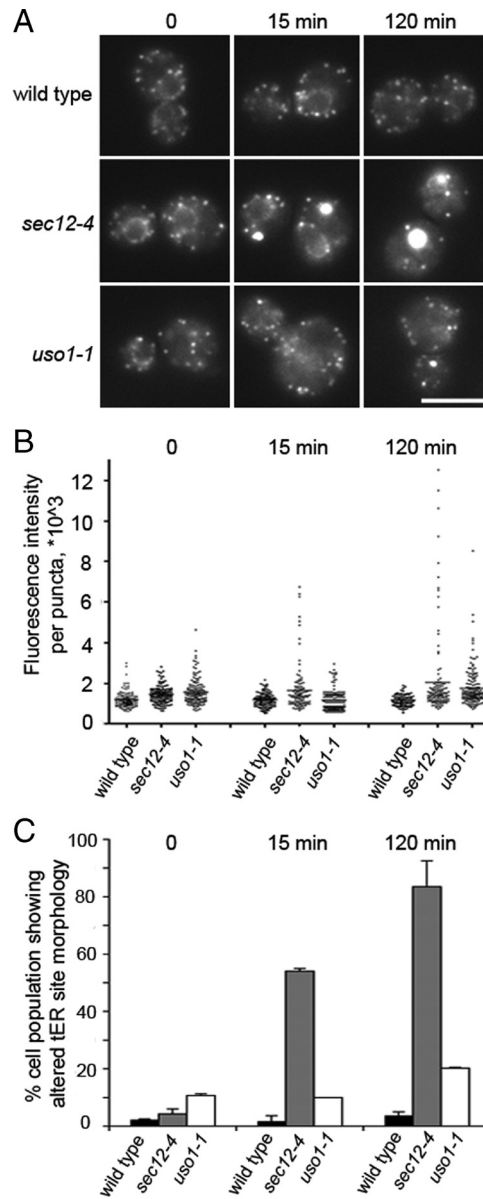 A
0 15 min 120 min
wild type
sec12-4
uso1-1
B
0 15 min 120 min
Fluorescence intensity
per puncta, *10^3
12
10
8
6
4
2
0
wild type sec12-4 uso1-1 wild type sec12-4 uso1-1 wild type sec12-4 uso1-1
C
0 15 min 120 min
% cell population showing
altered tER site morphology
100
80
60
40
20
0
wild type sec12-4 uso1-1 wild type sec12-4 uso1-1 wild type sec12-4 uso1-1